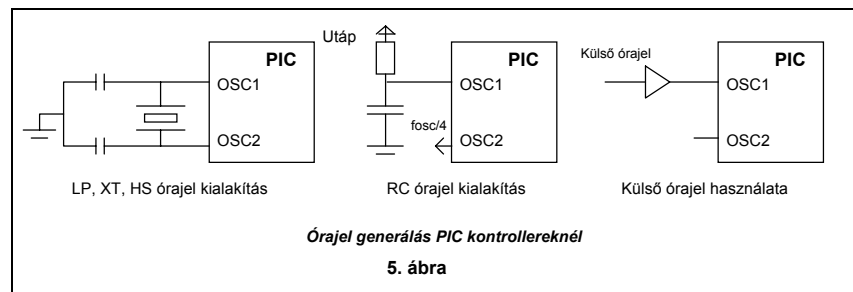 PIC
OSC1
OSC2
LP, XT, HS órajel kialakítás
Utáp
PIC
OSC1
fosc/4
OSC2
RC órajel kialakítás
Külső órajel
PIC
OSC1
OSC2
Külső órajel használata
Órajel generálás PIC kontrollereknél
5. ábra